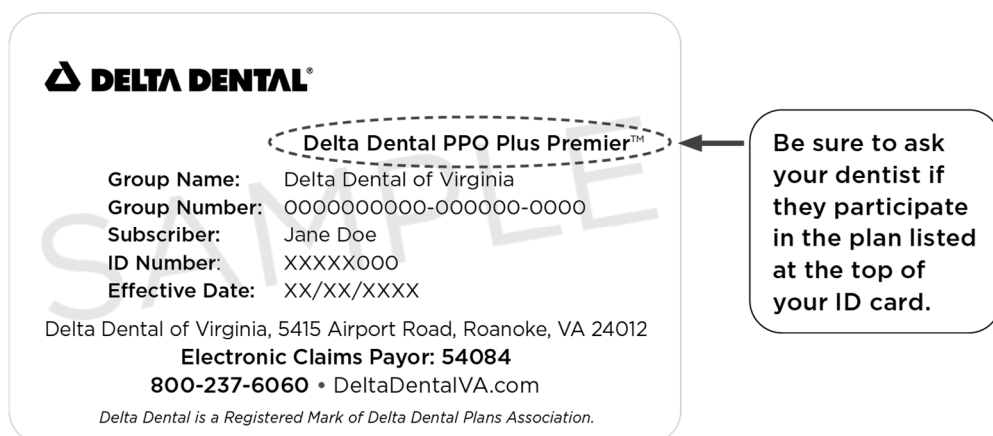 DELTA DENTAL®
Delta Dental PPO Plus Premier™
Group Name: Delta Dental of Virginia
Group Number: 0000000000-000000-0000
Subscriber: Jane Doe
ID Number: XXXXX000
Effective Date: XX/XX/XXXX
SAMPLE
Delta Dental of Virginia, 5415 Airport Road, Roanoke, VA 24012
Electronic Claims Payor: 54084
800-237-6060 • DeltaDentalVA.com
Delta Dental is a Registered Mark of Delta Dental Plans Association.
Be sure to ask
your dentist if
they participate
in the plan listed
at the top of
your ID card.